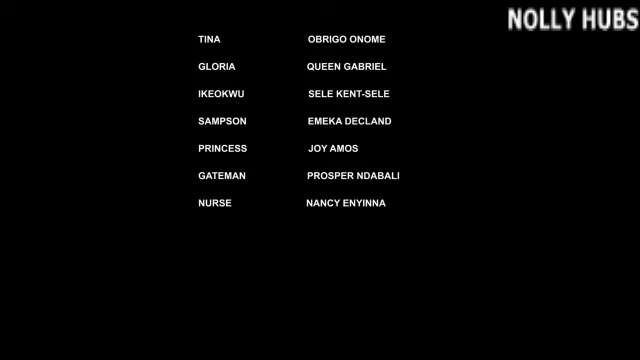 NOLLY HUBS
TINA OBRIGO ONOME
GLORIA QUEEN GABRIEL
IKEOKWU SELE KENT-SELE
SAMPSON EMEKA DECLAND
PRINCESS JOY AMOS
GATEMAN PROSPER NDABALI
NURSE NANCY ENYINNA